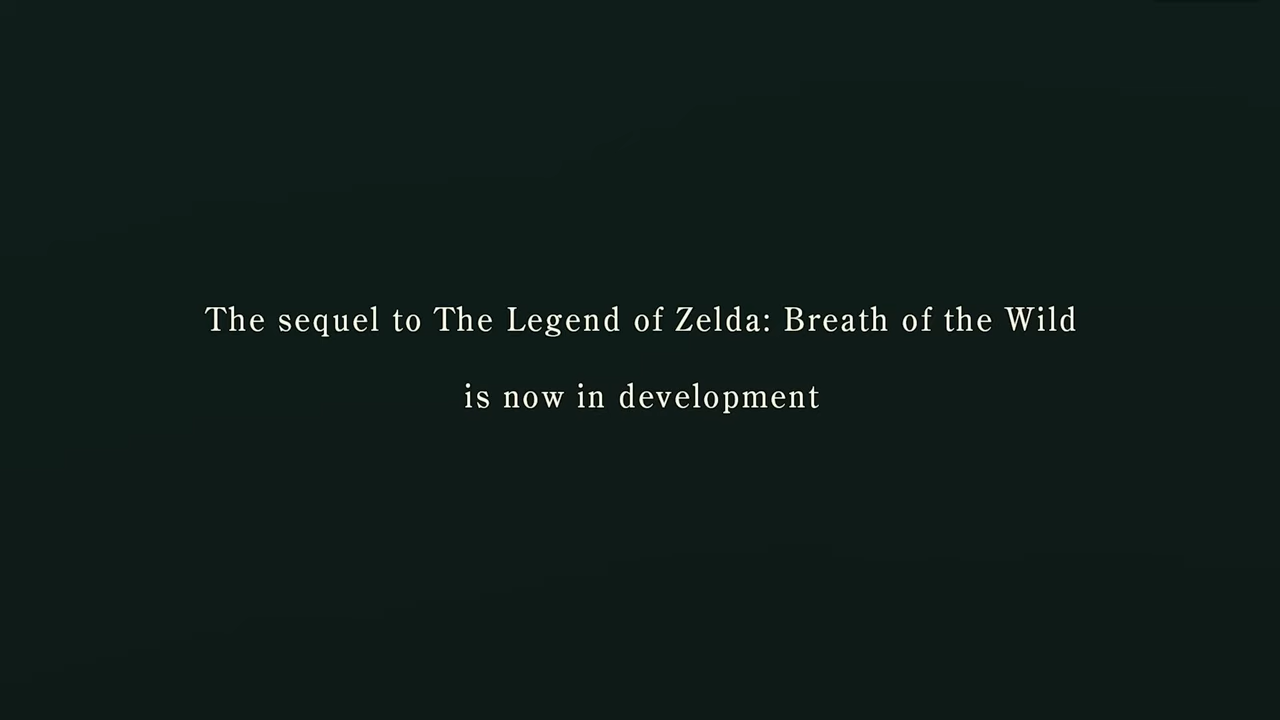 The sequel to The Legend of Zelda: Breath of the Wild
is now in development